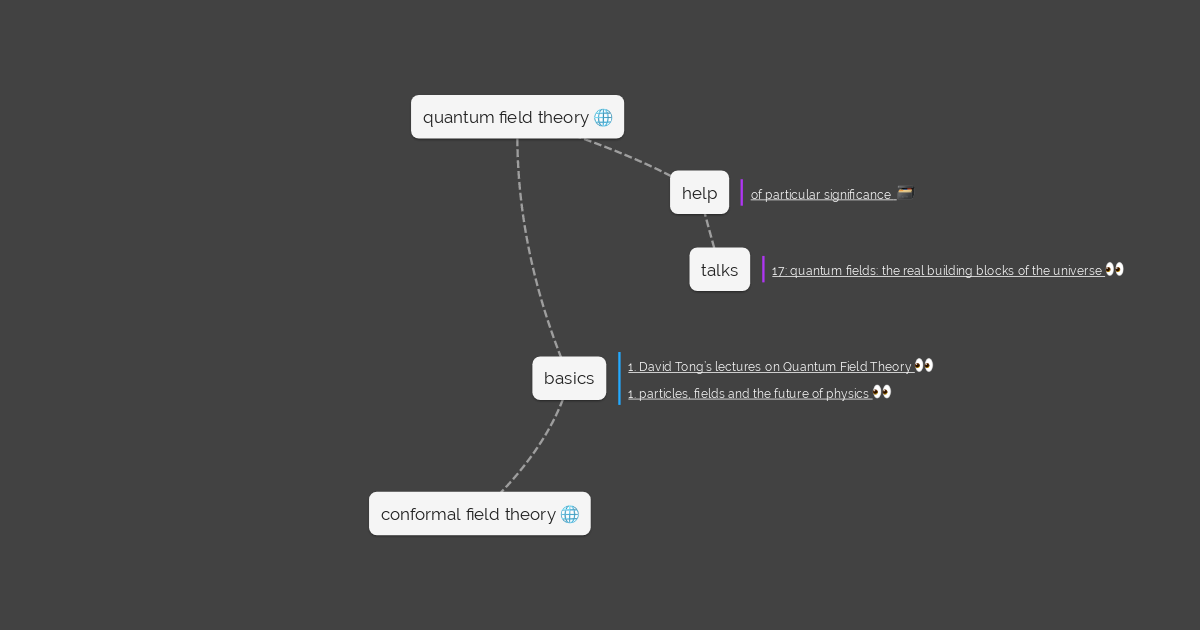 quantum field theory 🌐
help
of particular significance
talks
17: quantum fields: the real building blocks of the universe 👀
basics
1. David Tong's lectures on Quantum Field Theory 👀
1. particles, fields and the future of physics 👀
conformal field theory 🌐